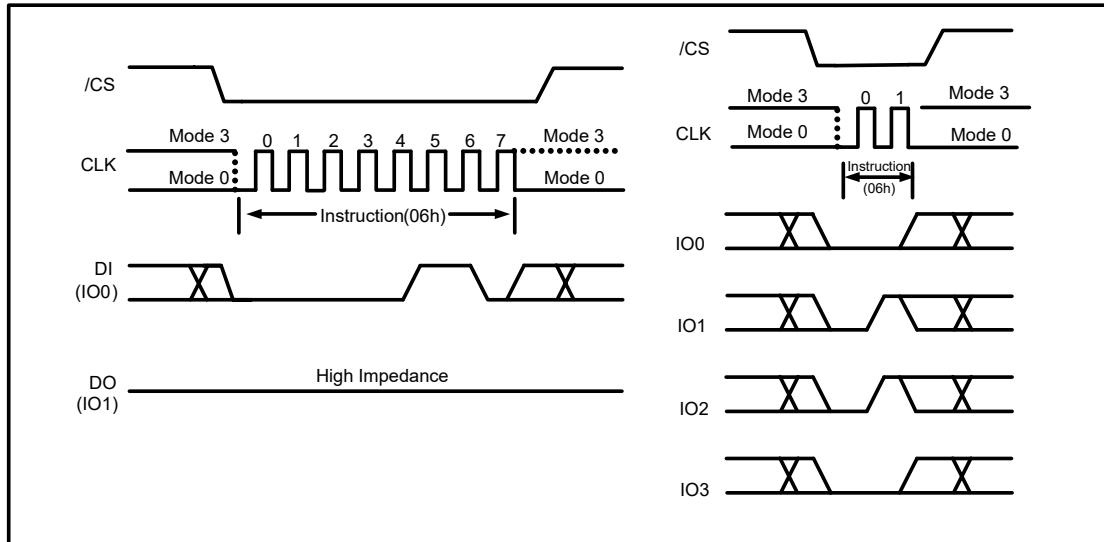 /CS
Mode 3
0 1 2 3 4 5 6 7
Mode 3
CLK
Mode 0
Mode 0
Instruction(06h)
DI
(IO0)
DO
(IO1)
High Impedance
/CS
Mode 3
0 1
Mode 3
CLK
Mode 0
Mode 0
Instruction
(06h)
IO0
IO1
IO2
IO3